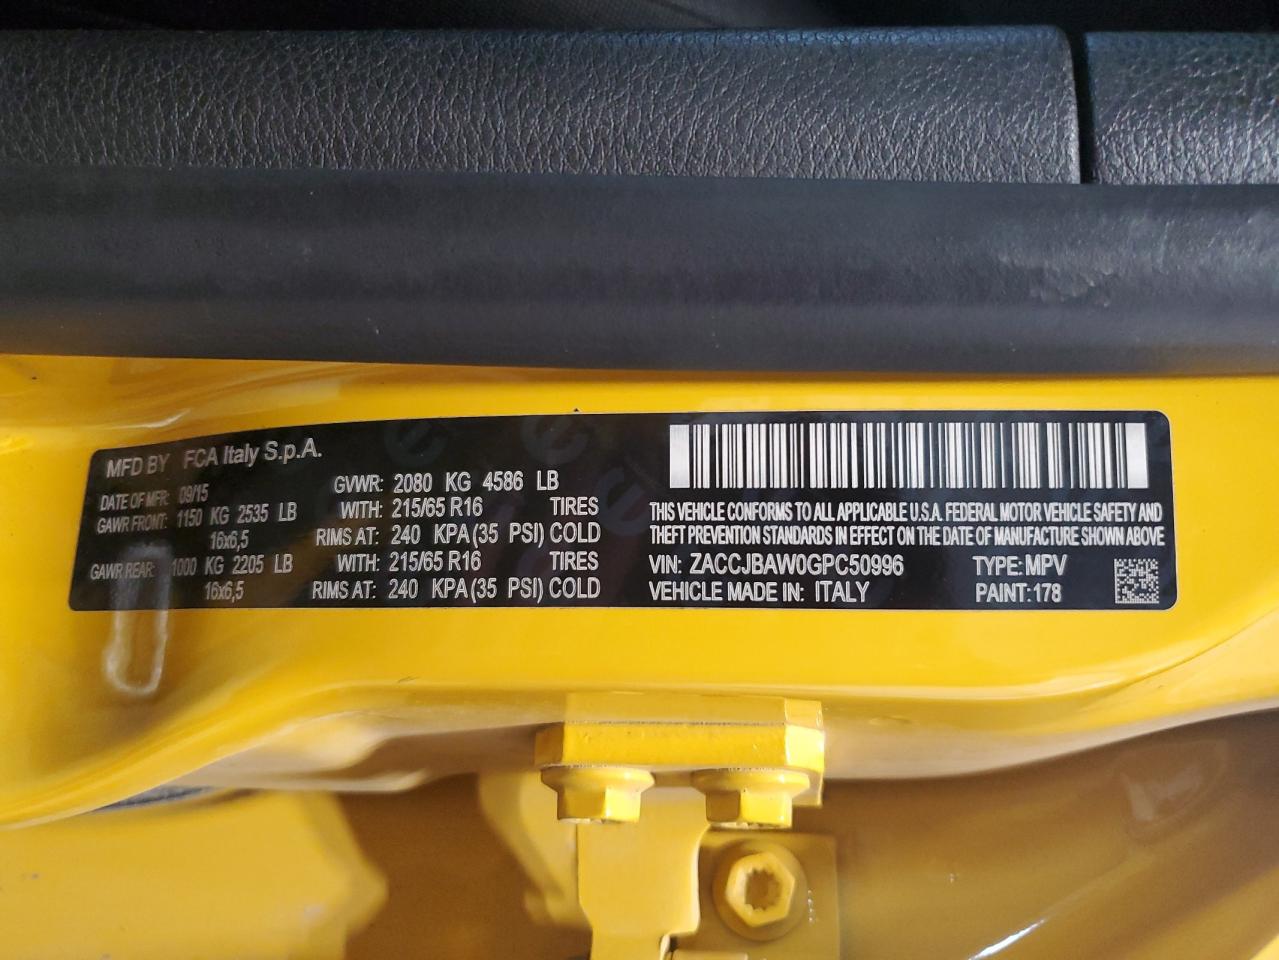 MFD BY FCA Italy S.p.A.
DATE OF MFR: 09/15 GVWR: 2080 KG 4586 LB
GAWR FRONT: 1150 KG 2535 LB WITH: 215/65 R16 TIRES
16x6,5 RIMS AT: 240 KPA(35 PSI) COLD
GAWR REAR: 1000 KG 2205 LB WITH: 215/65 R16 TIRES
16x6,5 RIMS AT: 240 KPA(35 PSI) COLD
THIS VEHICLE CONFORMS TO ALL APPLICABLE U.S.A. FEDERAL MOTOR VEHICLE SAFETY AND
THEFT PREVENTION STANDARDS IN EFFECT ON THE DATE OF MANUFACTURE SHOWN ABOVE
VIN: ZACCJBAW0GPC50996 TYPE: MPV
VEHICLE MADE IN: ITALY PAINT:178